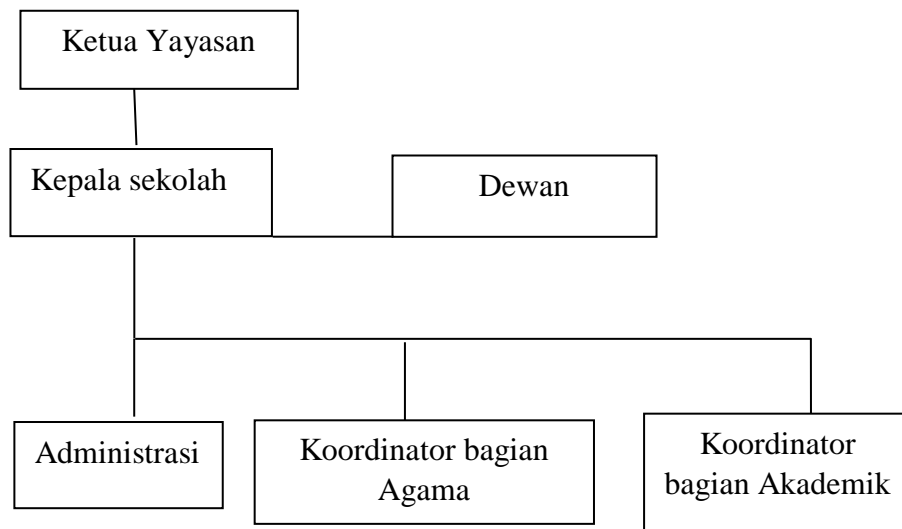 Ketua Yayasan
Kepala sekolah
Dewan
Administrasi
Koordinator bagian
Agama
Koordinator
bagian Akademik